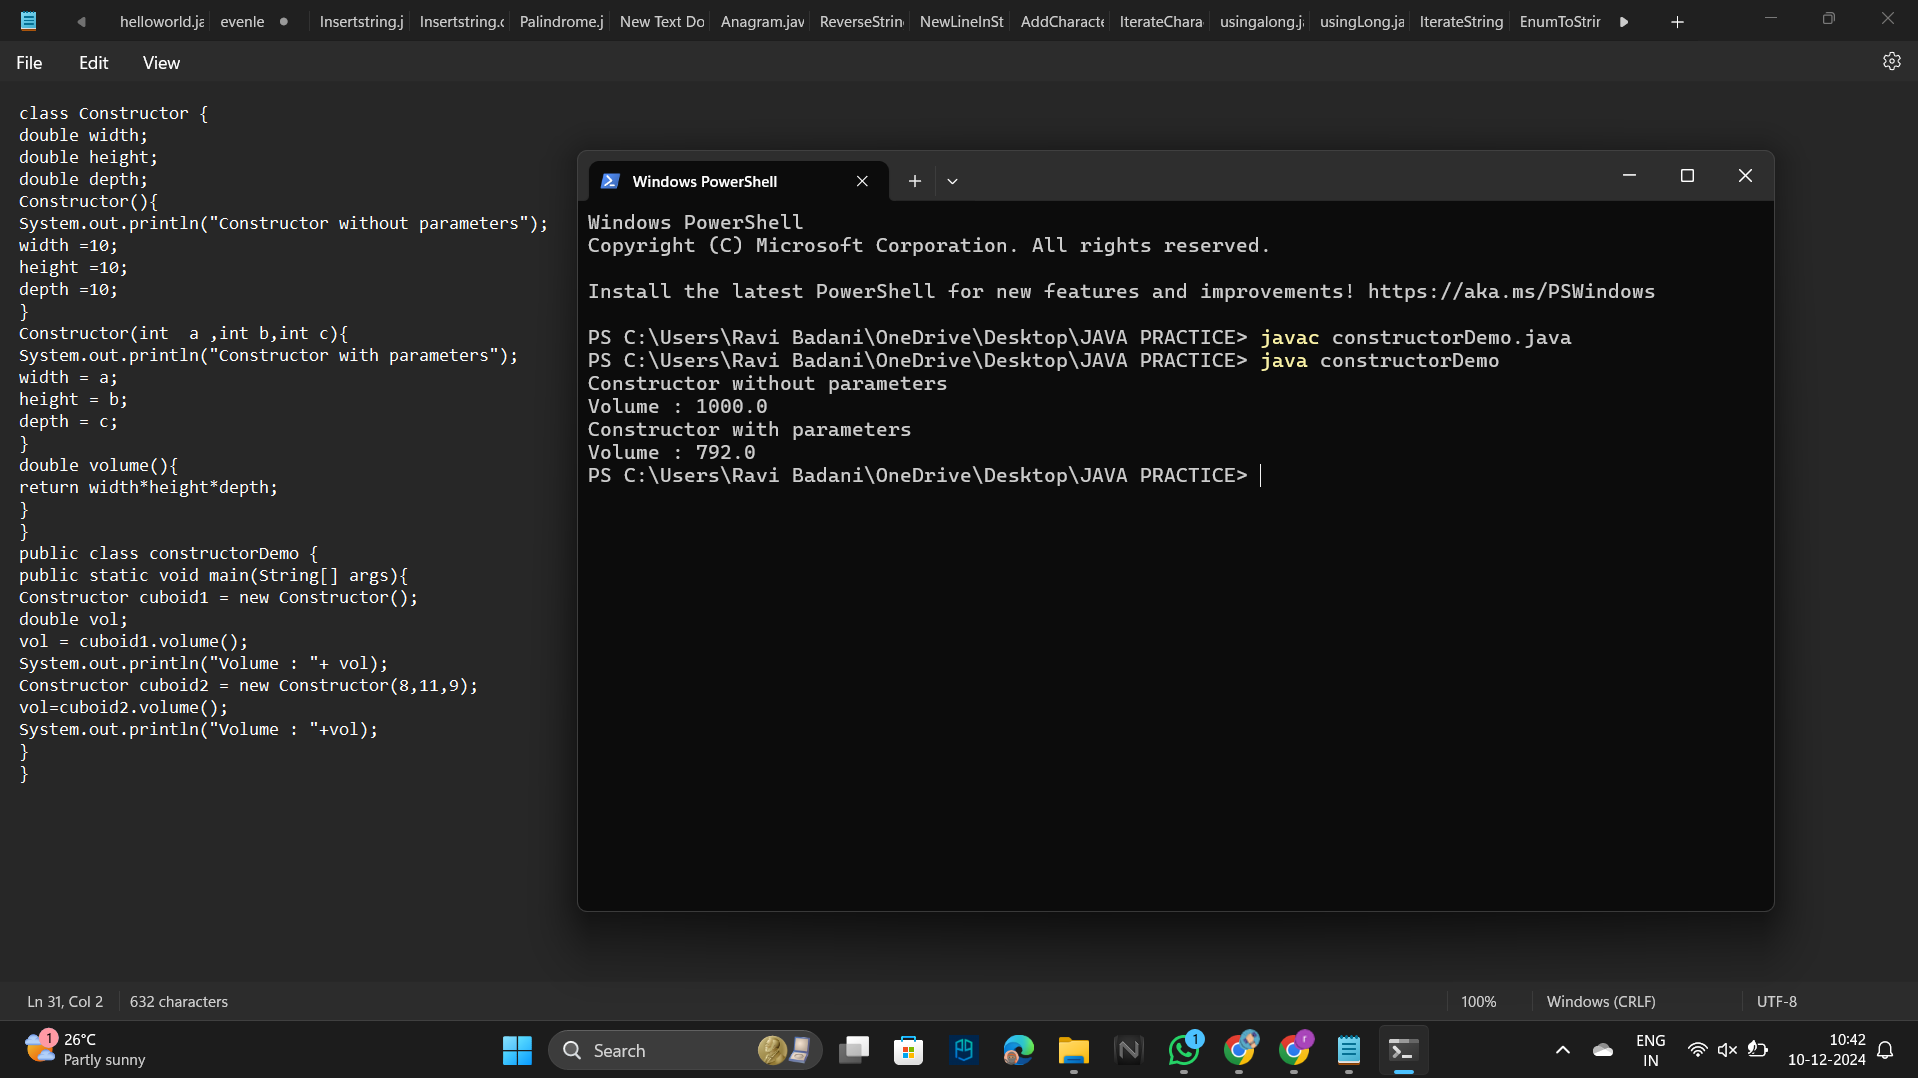 helloworld.ja evenle Insertstring.j Insertstring.c Palindrome.j New Text Do Anagram.jav ReverseString NewLineInSt AddCharacte IterateChara usingalong.ja usingLong.ja IterateString EnumToStrin
File Edit View
class Constructor {
double width;
double height;
double depth;
Constructor(){
System.out.println("Constructor without parameters");
width =10;
height =10;
depth =10;
}
Constructor(int  a ,int b,int c){
System.out.println("Constructor with parameters");
width = a;
height = b;
depth = c;
}
double volume(){
return width*height*depth;
}
}
public class constructorDemo {
public static void main(String[] args){
Constructor cuboid1 = new Constructor();
double vol;
vol = cuboid1.volume();
System.out.println("Volume : "+ vol);
Constructor cuboid2 = new Constructor(8,11,9);
vol=cuboid2.volume();
System.out.println("Volume : "+vol);
}
}
Windows PowerShell
Windows PowerShell
Copyright (C) Microsoft Corporation. All rights reserved.
Install the latest PowerShell for new features and improvements! https://aka.ms/PSWindows
PS C:\Users\Ravi Badani\OneDrive\Desktop\JAVA PRACTICE> javac constructorDemo.java
PS C:\Users\Ravi Badani\OneDrive\Desktop\JAVA PRACTICE> java constructorDemo
Constructor without parameters
Volume : 1000.0
Constructor with parameters
Volume : 792.0
PS C:\Users\Ravi Badani\OneDrive\Desktop\JAVA PRACTICE>
Ln 31, Col 2 632 characters 100% Windows (CRLF) UTF-8
1 26°C
Partly sunny
Search
1
r
ENG
IN
10:42
10-12-2024